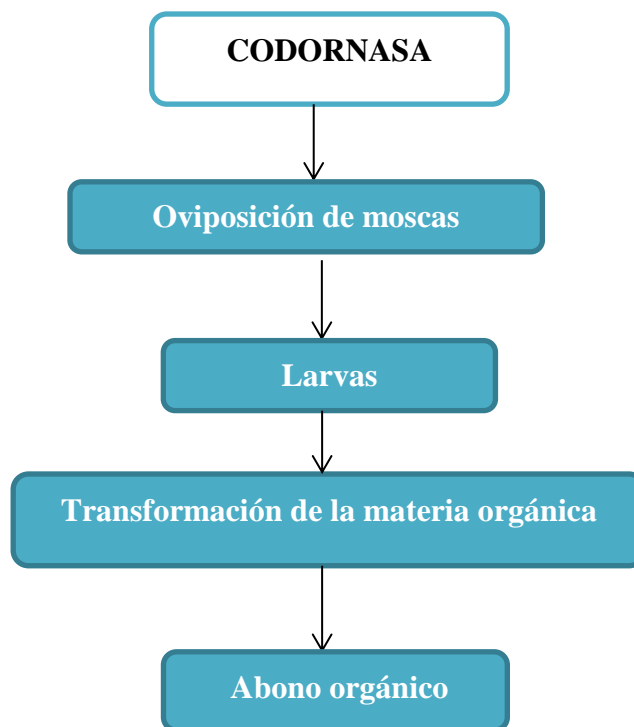 CODORNASA
Oviposición de moscas
Larvas
Transformación de la materia orgánica
Abono orgánico